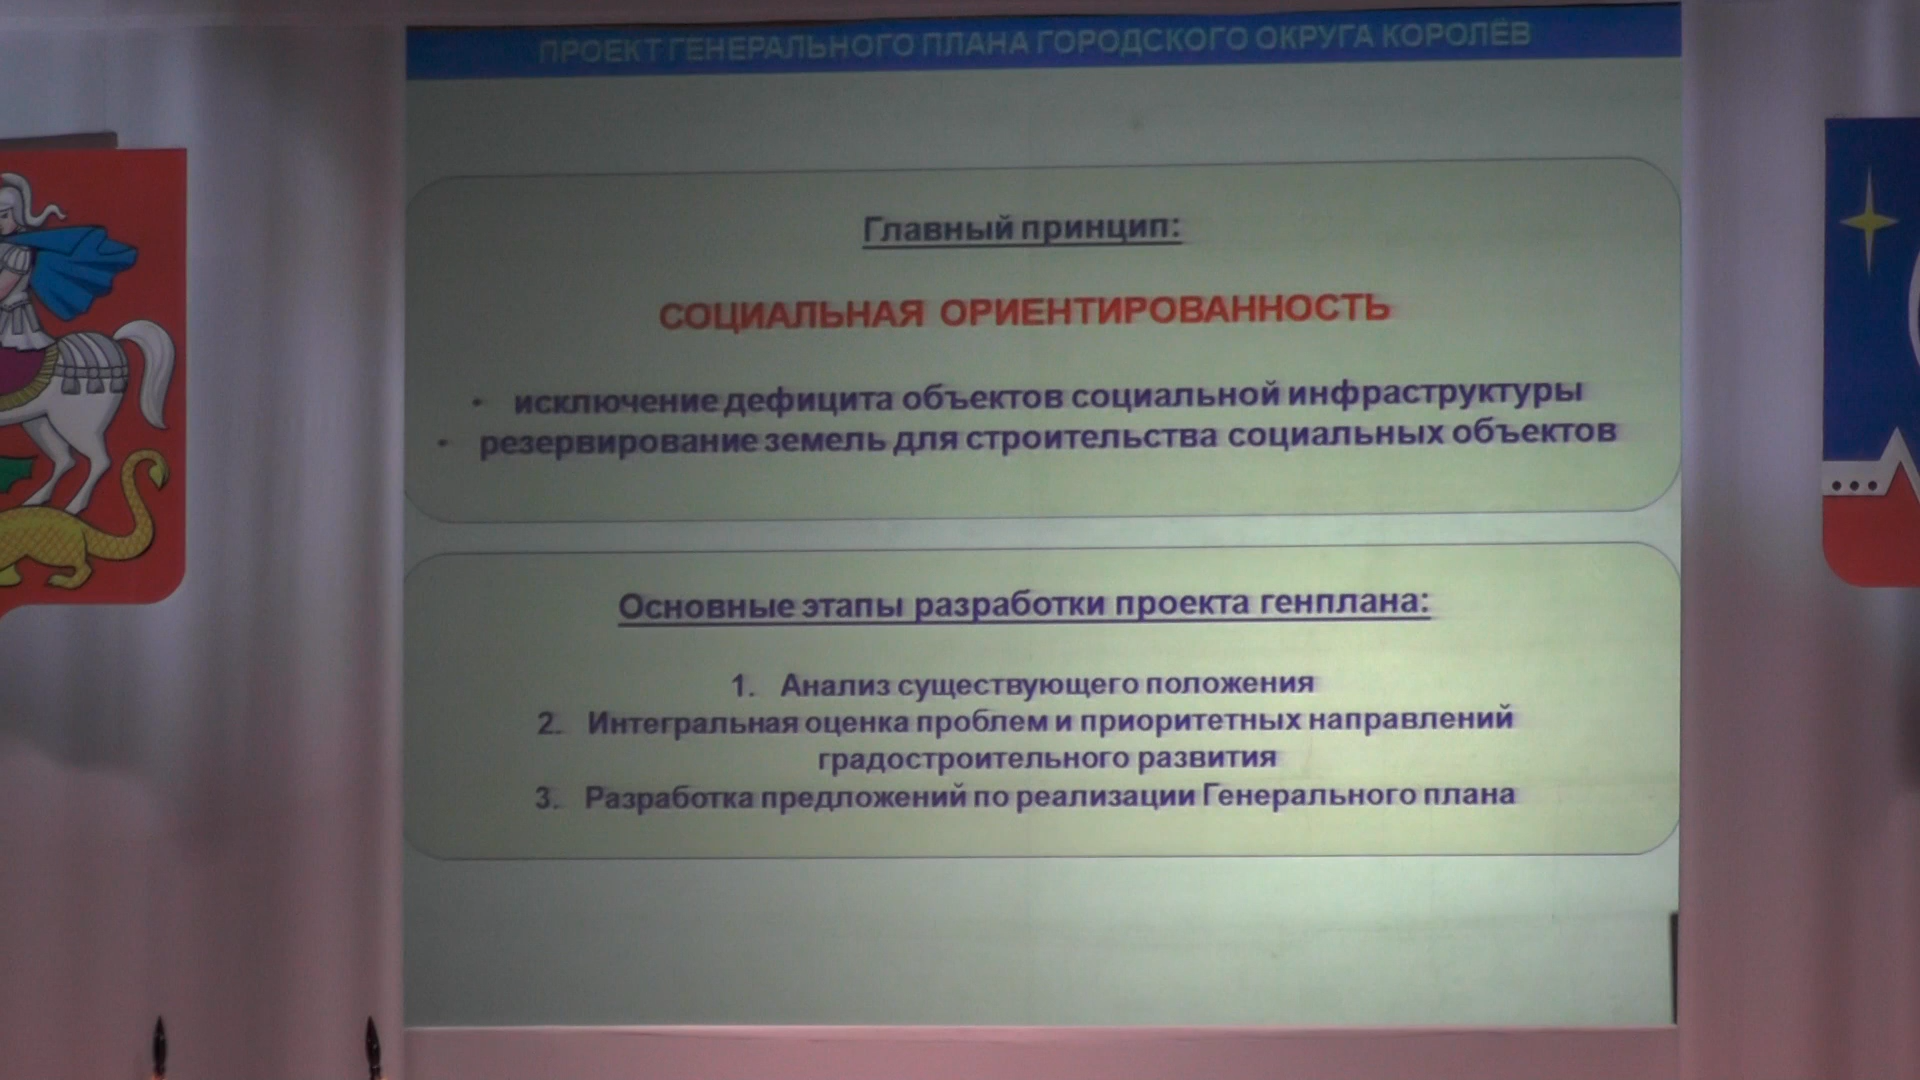 ПРОЕКТ ГЕНЕРАЛЬНОГО ПЛАНА ГОРОДСКОГО ОКРУГА КОРОЛЁВ
Главный принцип:
СОЦИАЛЬНАЯ ОРИЕНТИРОВАННОСТЬ
• исключение дефицита объектов социальной инфраструктуры
• резервирование земель для строительства социальных объектов
Основные этапы разработки проекта генплана:
1. Анализ существующего положения
2. Интегральная оценка проблем и приоритетных направлений
градостроительного развития
3. Разработка предложений по реализации Генерального плана